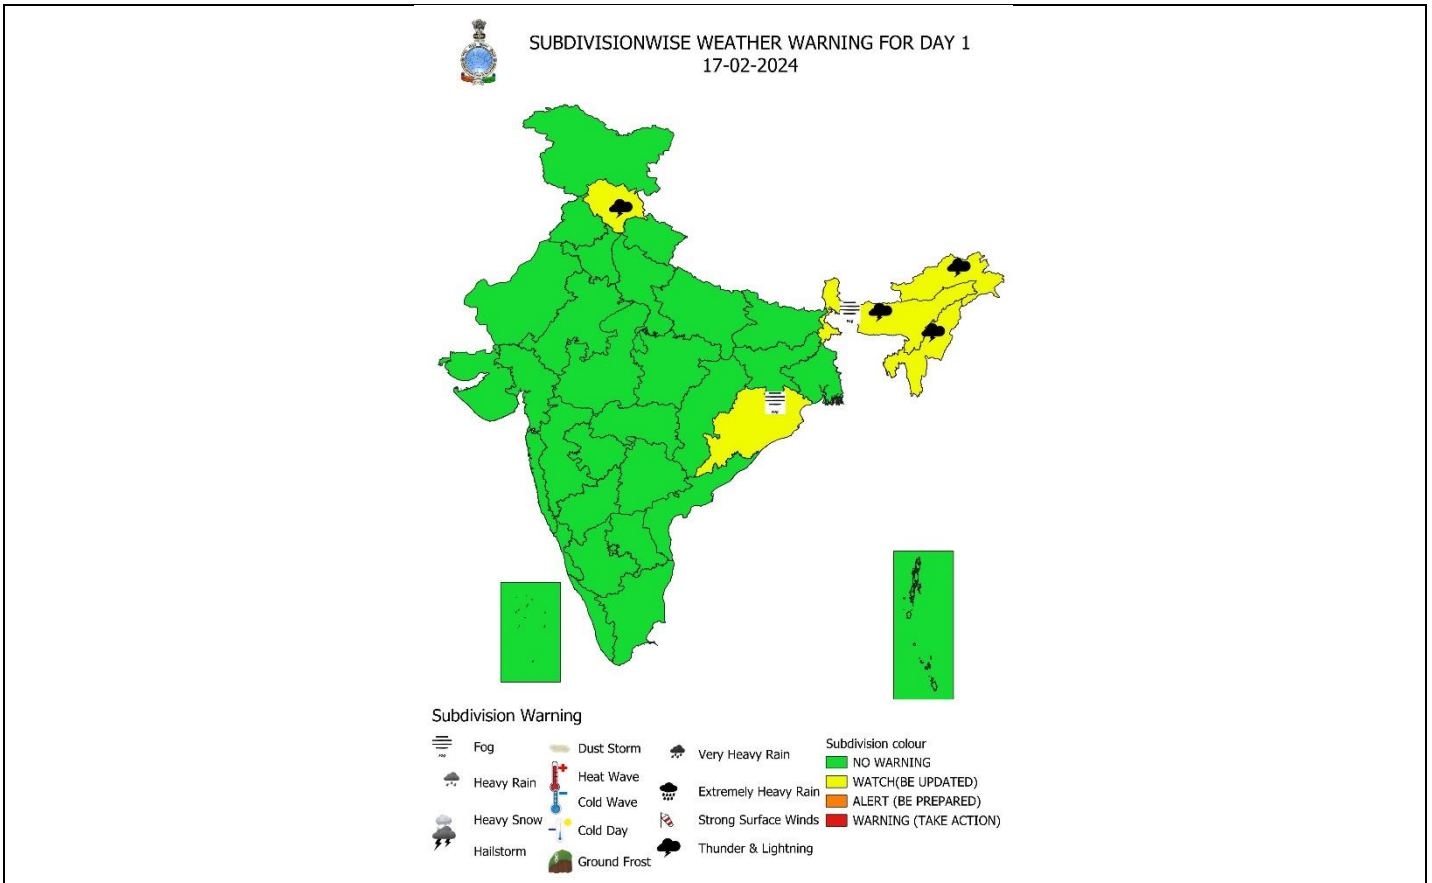 SUBDIVISIONWISE WEATHER WARNING FOR DAY 1
17-02-2024
Subdivision Warning
Fog
Heavy Rain
Heavy Snow
Hailstorm
Dust Storm
Heat Wave
Cold Wave
Cold Day
Ground Frost
Very Heavy Rain
Extremely Heavy Rain
Strong Surface Winds
Thunder & Lightning
Subdivision colour
NO WARNING
WATCH(BE UPDATED)
ALERT (BE PREPARED)
WARNING (TAKE ACTION)